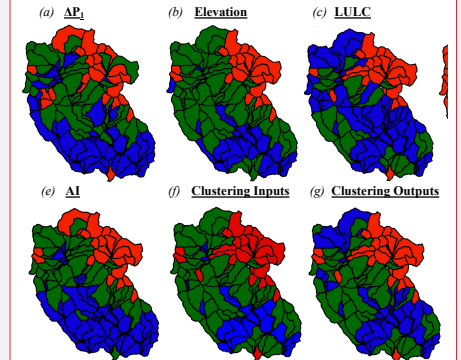 (a) ΔP₁ (b) Elevation (c) LULC
(e) AI (f) Clustering Inputs (g) Clustering Outputs